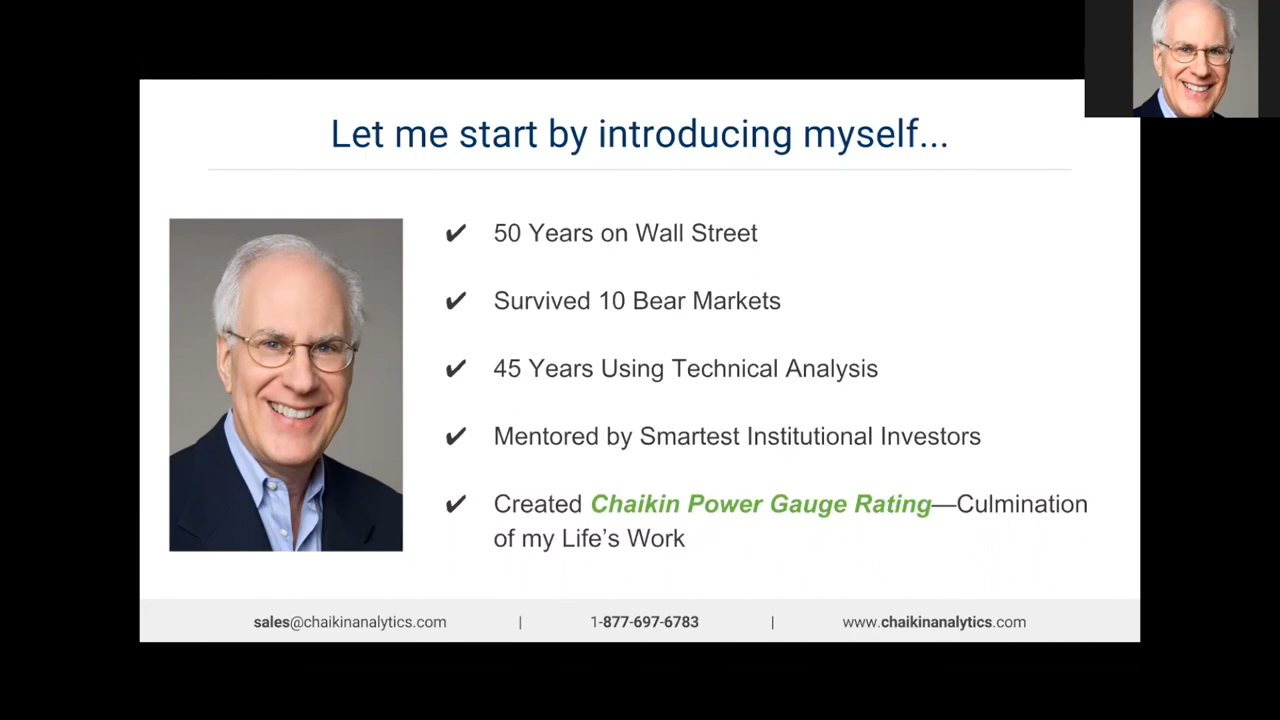 Let me start by introducing myself...
✔ 50 Years on Wall Street
✔ Survived 10 Bear Markets
✔ 45 Years Using Technical Analysis
✔ Mentored by Smartest Institutional Investors
✔ Created Chaikin Power Gauge Rating—Culmination
of my Life’s Work
sales@chaikinanalytics.com | 1-877-697-6783 | www.chaikinanalytics.com